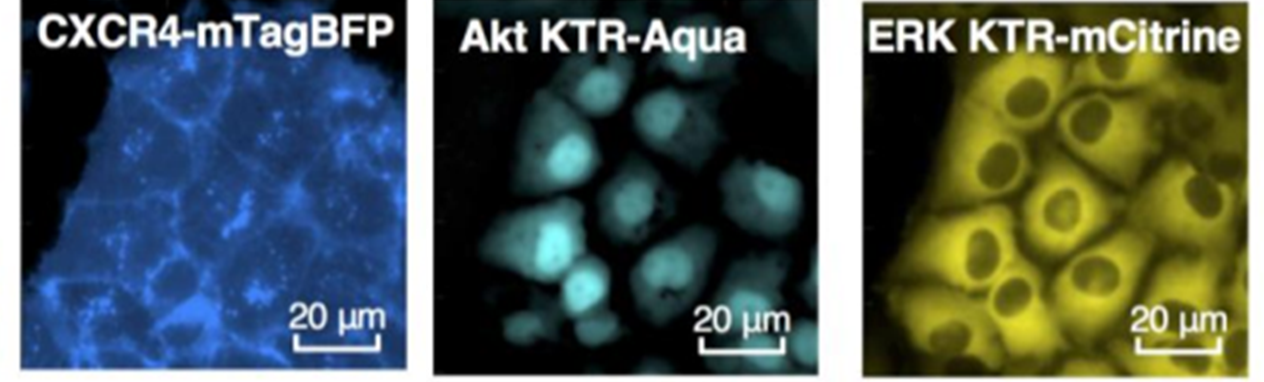 CXCR4-mTagBFP
Akt KTR-Aqua
ERK KTR-mCitrine
20 µm
20 µm
20 µm